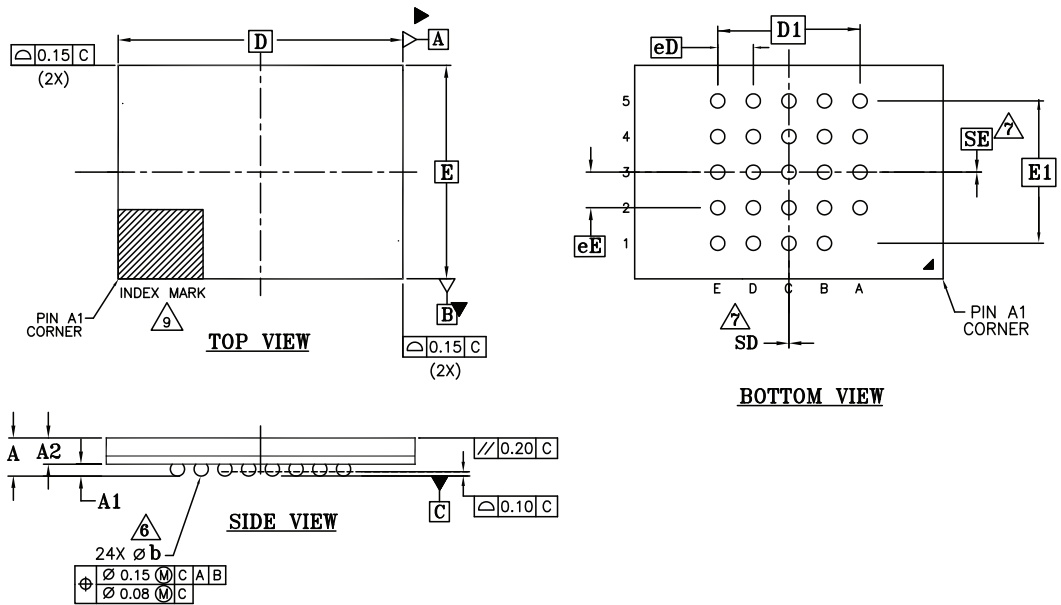 D
A
⌓ 0.15 C
(2X)
E
INDEX MARK
9
PIN A1
CORNER
B
TOP VIEW
⌓ 0.15 C
(2X)
D1
eD
5
4
3
2
1
SE
7
E1
eE
E D C B A
7
SD
PIN A1
CORNER
BOTTOM VIEW
A
A2
A1
// 0.20 C
C
⌓ 0.10 C
SIDE VIEW
6
24X Ø b
⌖ Ø 0.15 Ⓜ C A B
Ø 0.08 Ⓜ C